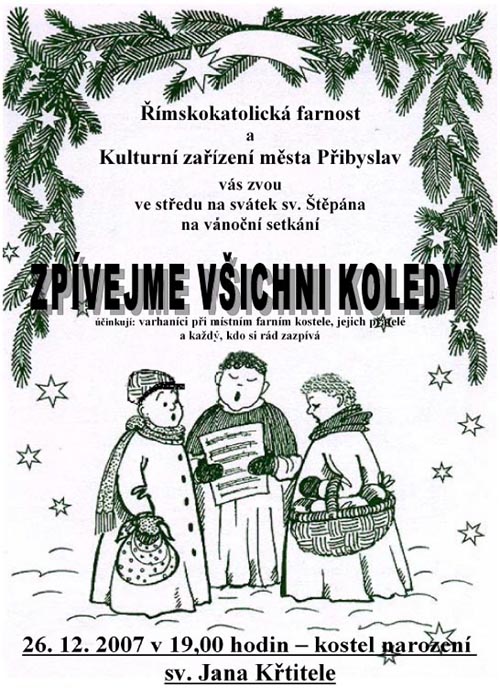 Římskokatolická farnost
a
Kulturní zařízení města Přibyslav
vás zvou
ve středu na svátek sv. Štěpána
na vánoční setkání
ZPÍVEJME VŠICHNI KOLEDY
účinkují: varhaníci při místním farním kostele, jejich přátelé
a každý, kdo si rád zazpívá
26. 12. 2007 v 19,00 hodin – kostel narození
sv. Jana Křtitele